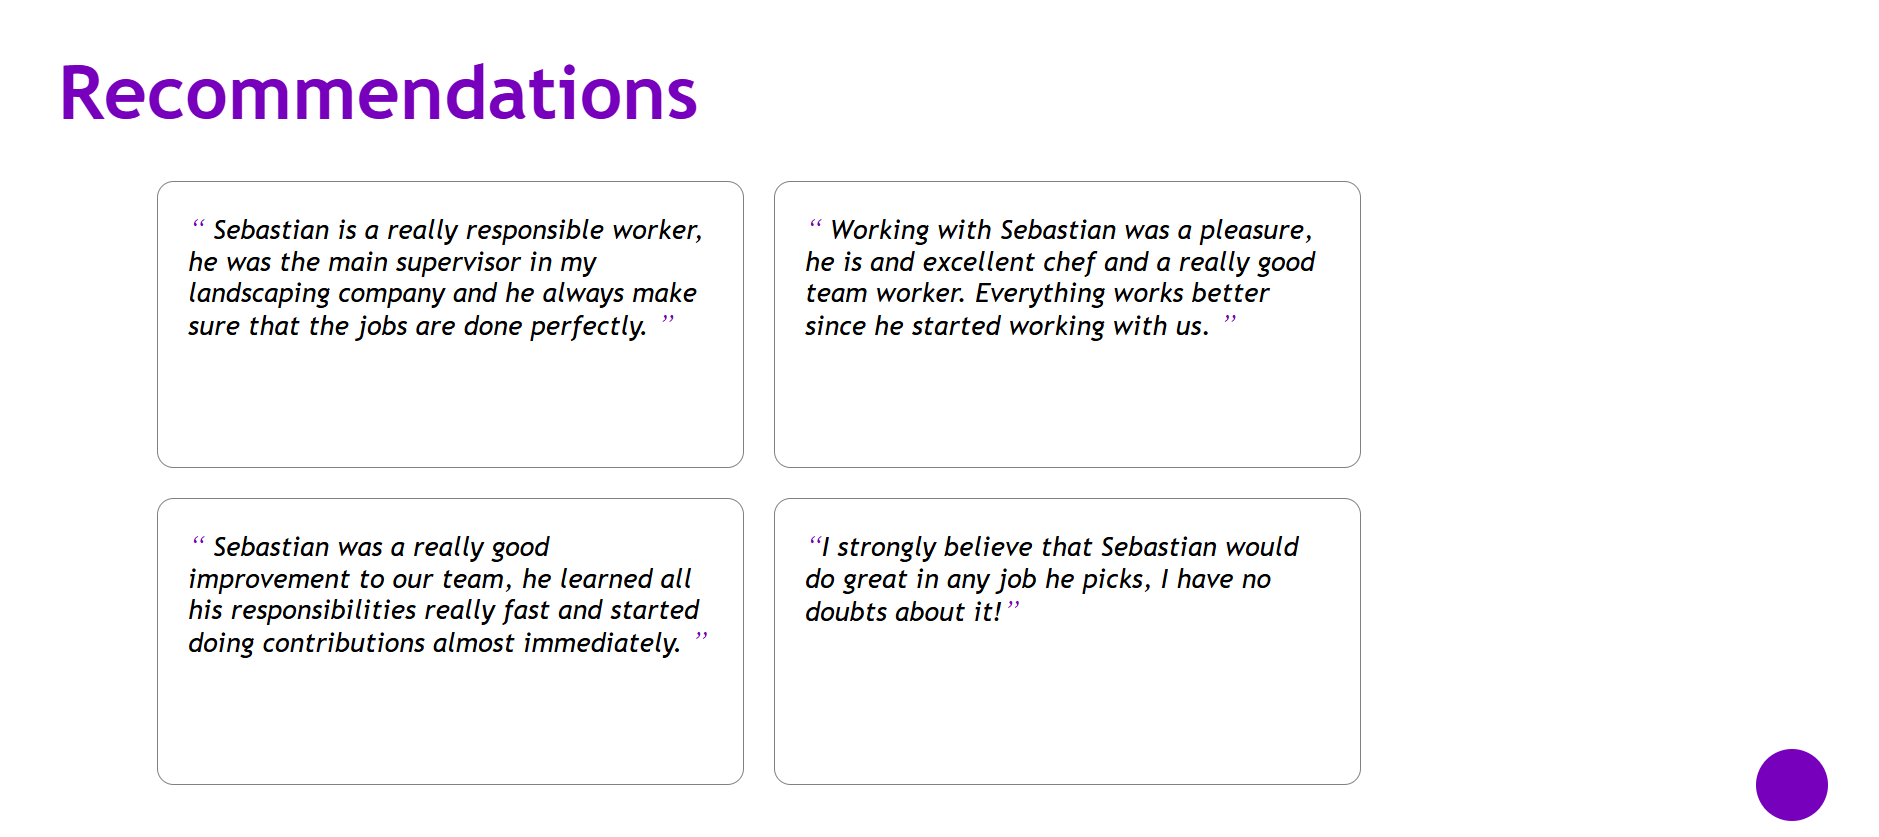 Recommendations
“ Sebastian is a really responsible worker,
he was the main supervisor in my
landscaping company and he always make
sure that the jobs are done perfectly. ”
“ Working with Sebastian was a pleasure,
he is and excellent chef and a really good
team worker. Everything works better
since he started working with us. ”
“ Sebastian was a really good
improvement to our team, he learned all
his responsibilities really fast and started
doing contributions almost immediately. ”
“I strongly believe that Sebastian would
do great in any job he picks, I have no
doubts about it!”